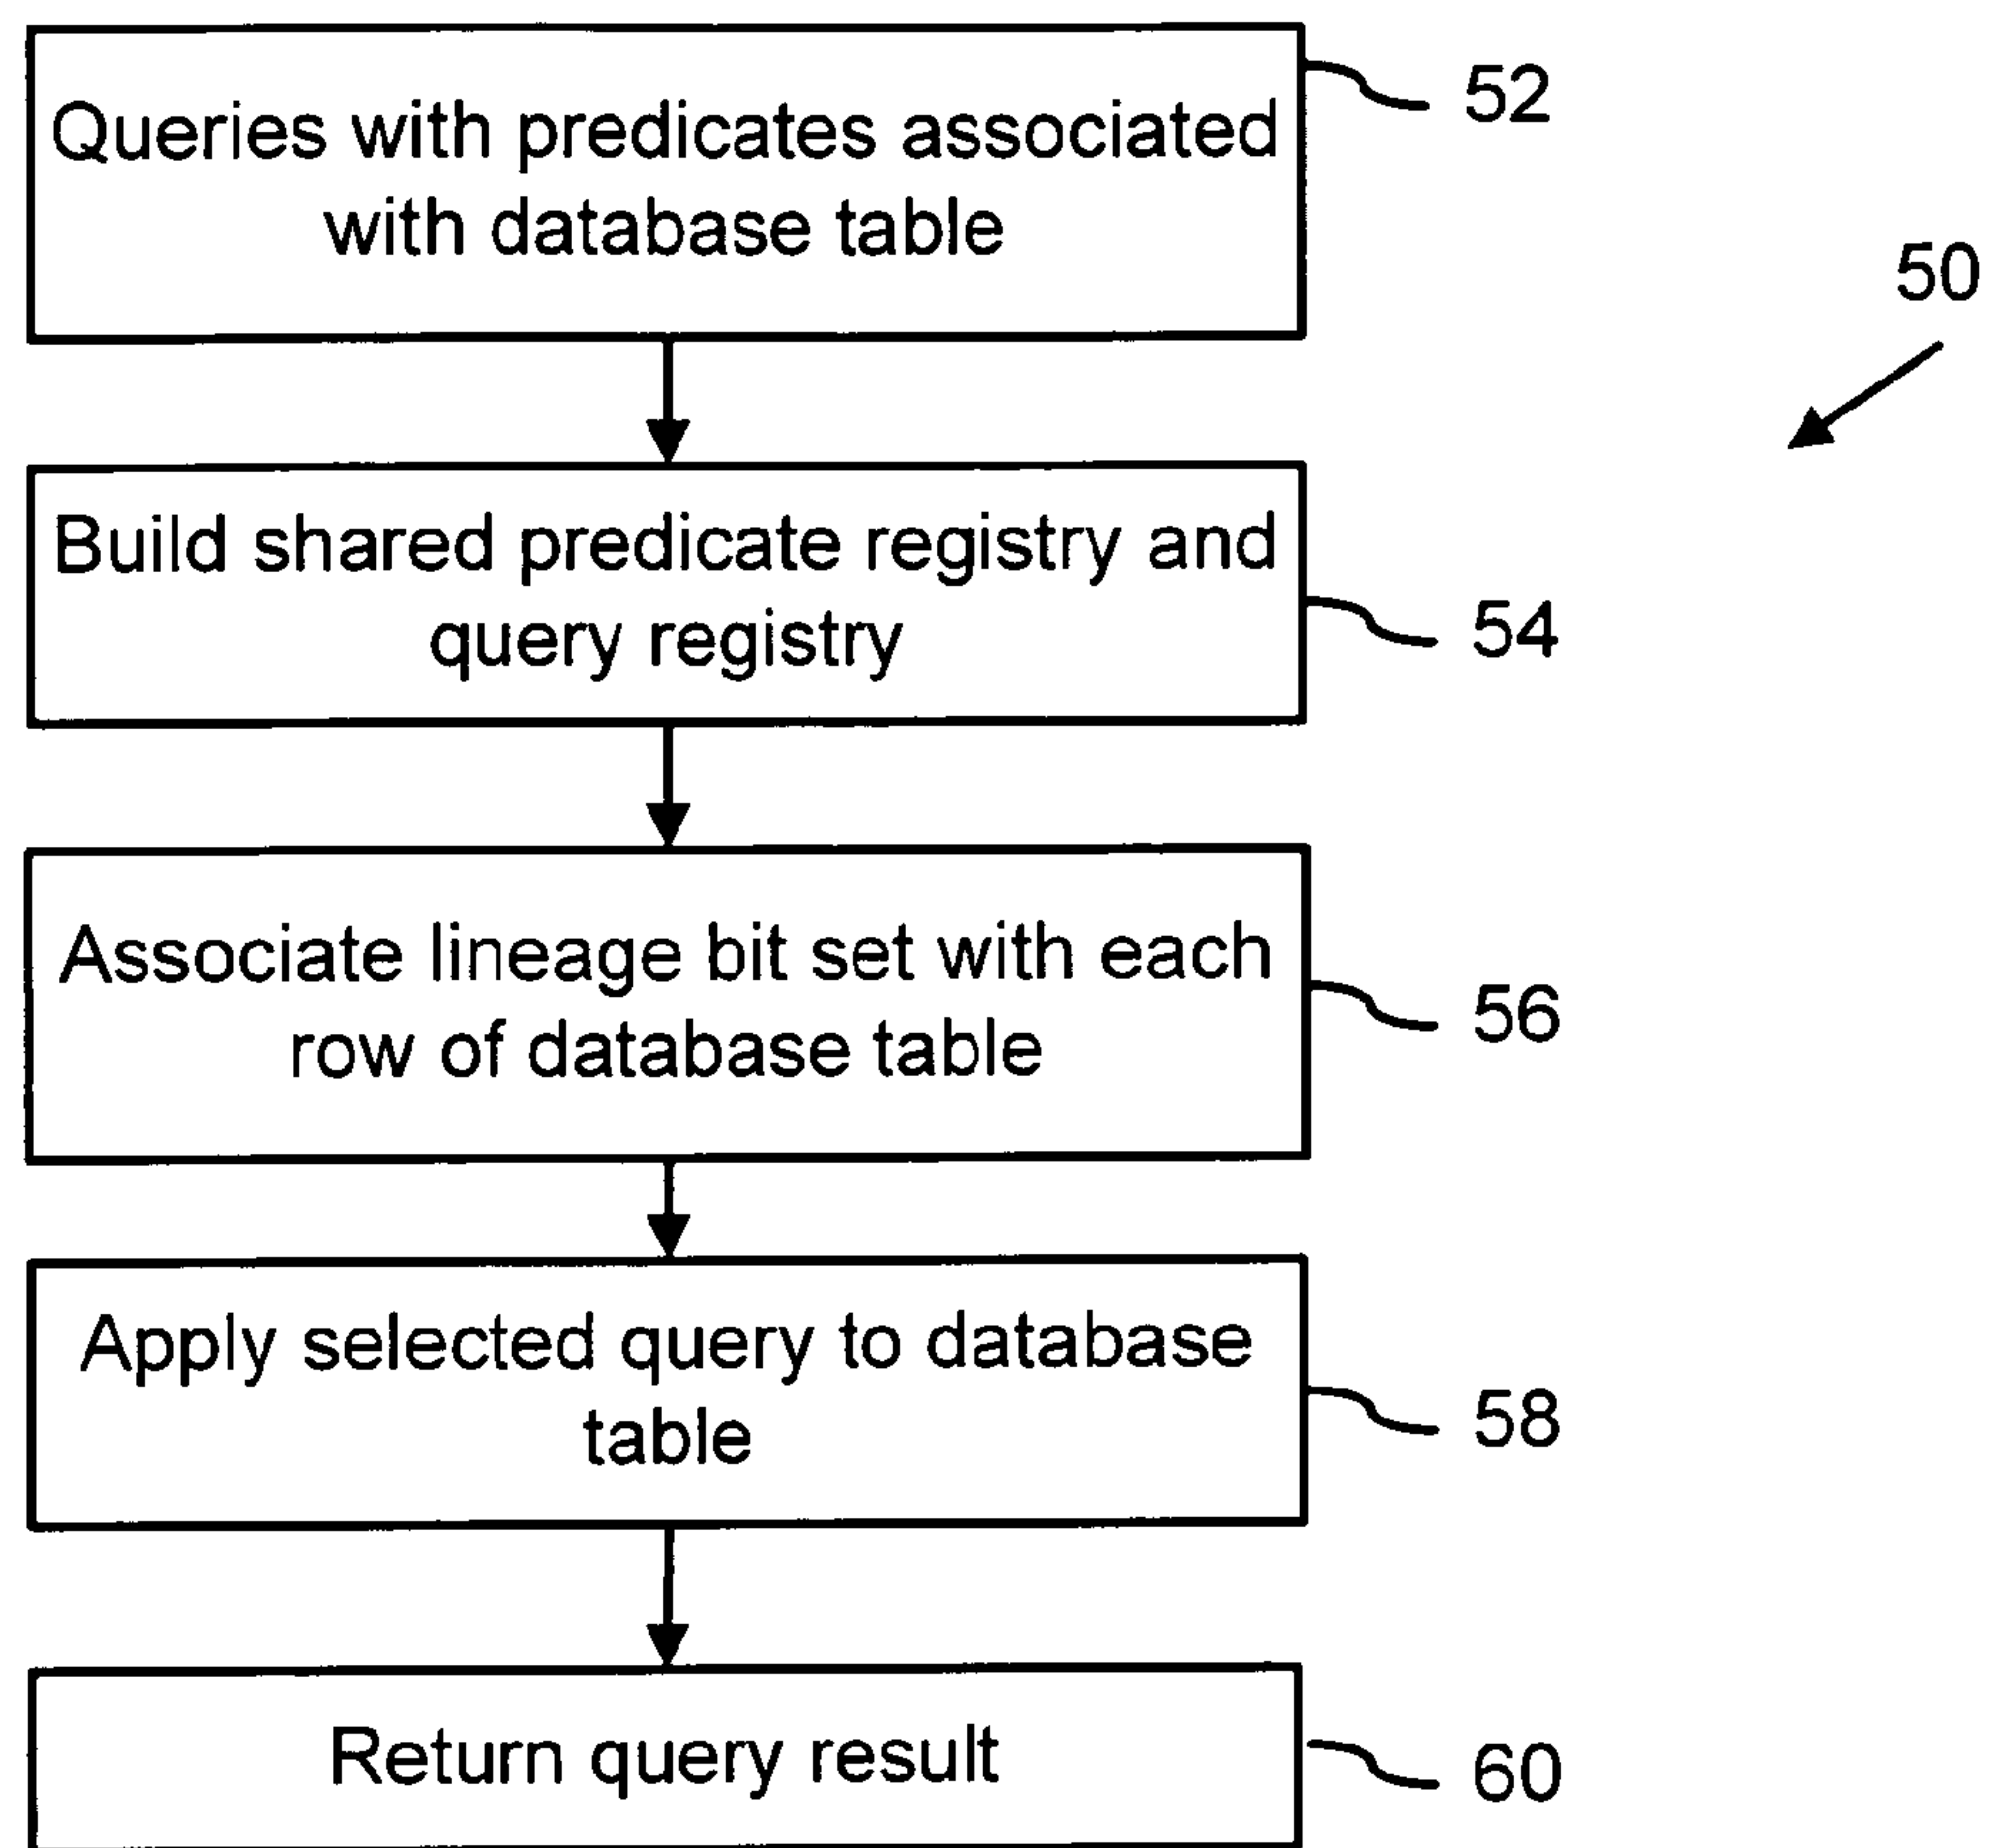 Queries with predicates associated
with database table
52
50
Build shared predicate registry and
query registry
54
Associate lineage bit set with each
row of database table
56
Apply selected query to database
table
58
Return query result
60